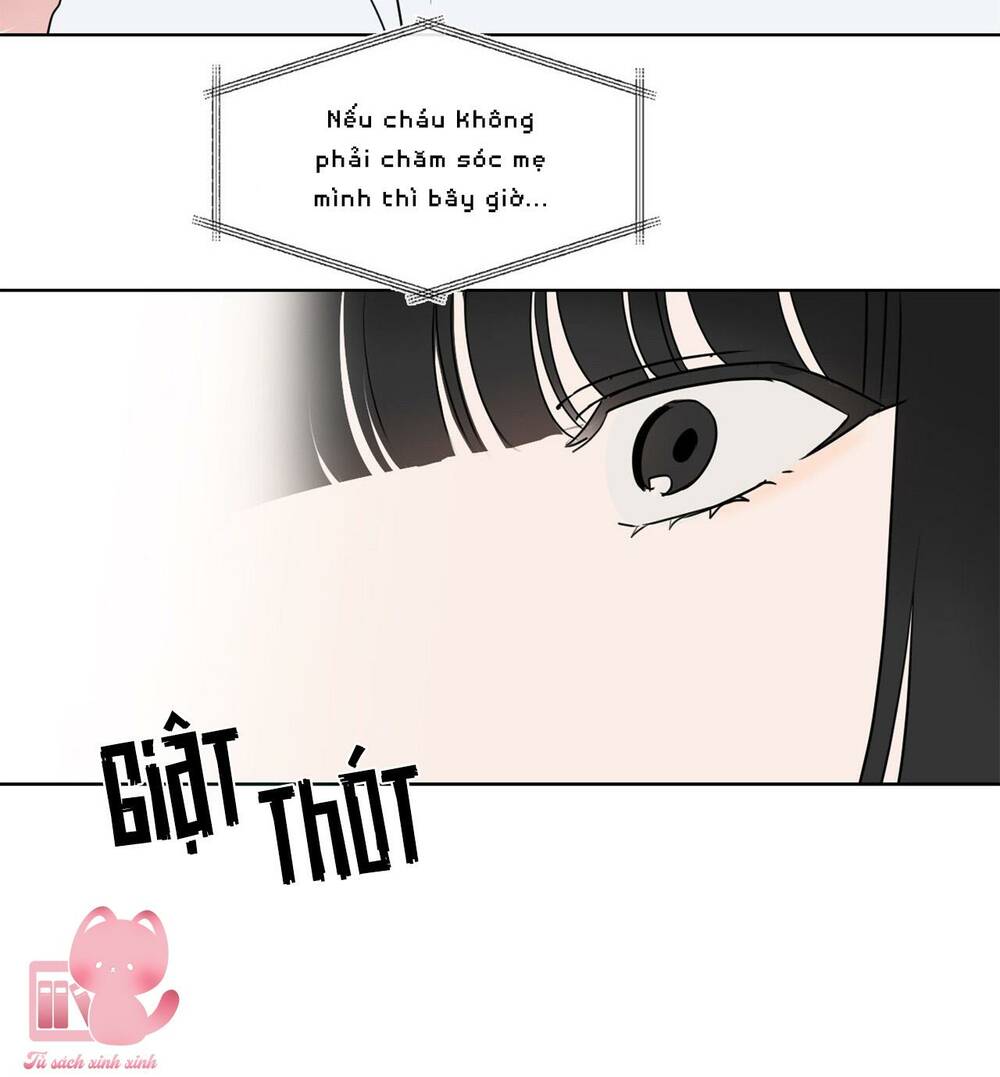 Nếu cháu không
phải chăm sóc mẹ
mình thì bây giờ...
Giật
Thót
Tủ sách xinh xinh